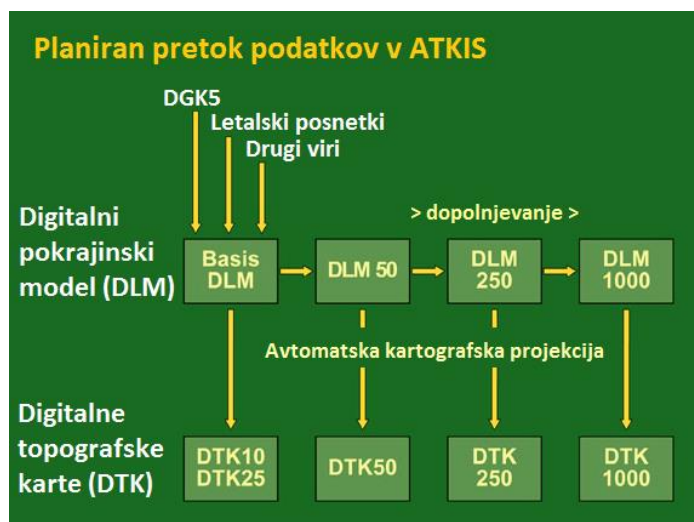 Planiran pretok podatkov v ATKIS
DGK5
Letalski posnetki
Drugi viri
Digitalni
pokrajinski
model (DLM)
> dopolnjevanje >
Basis
DLM
DLM 50
DLM
250
DLM
1000
Avtomatska kartografska projekcija
Digitalne
topografske
karte (DTK)
DTK10
DTK25
DTK50
DTK
250
DTK
1000